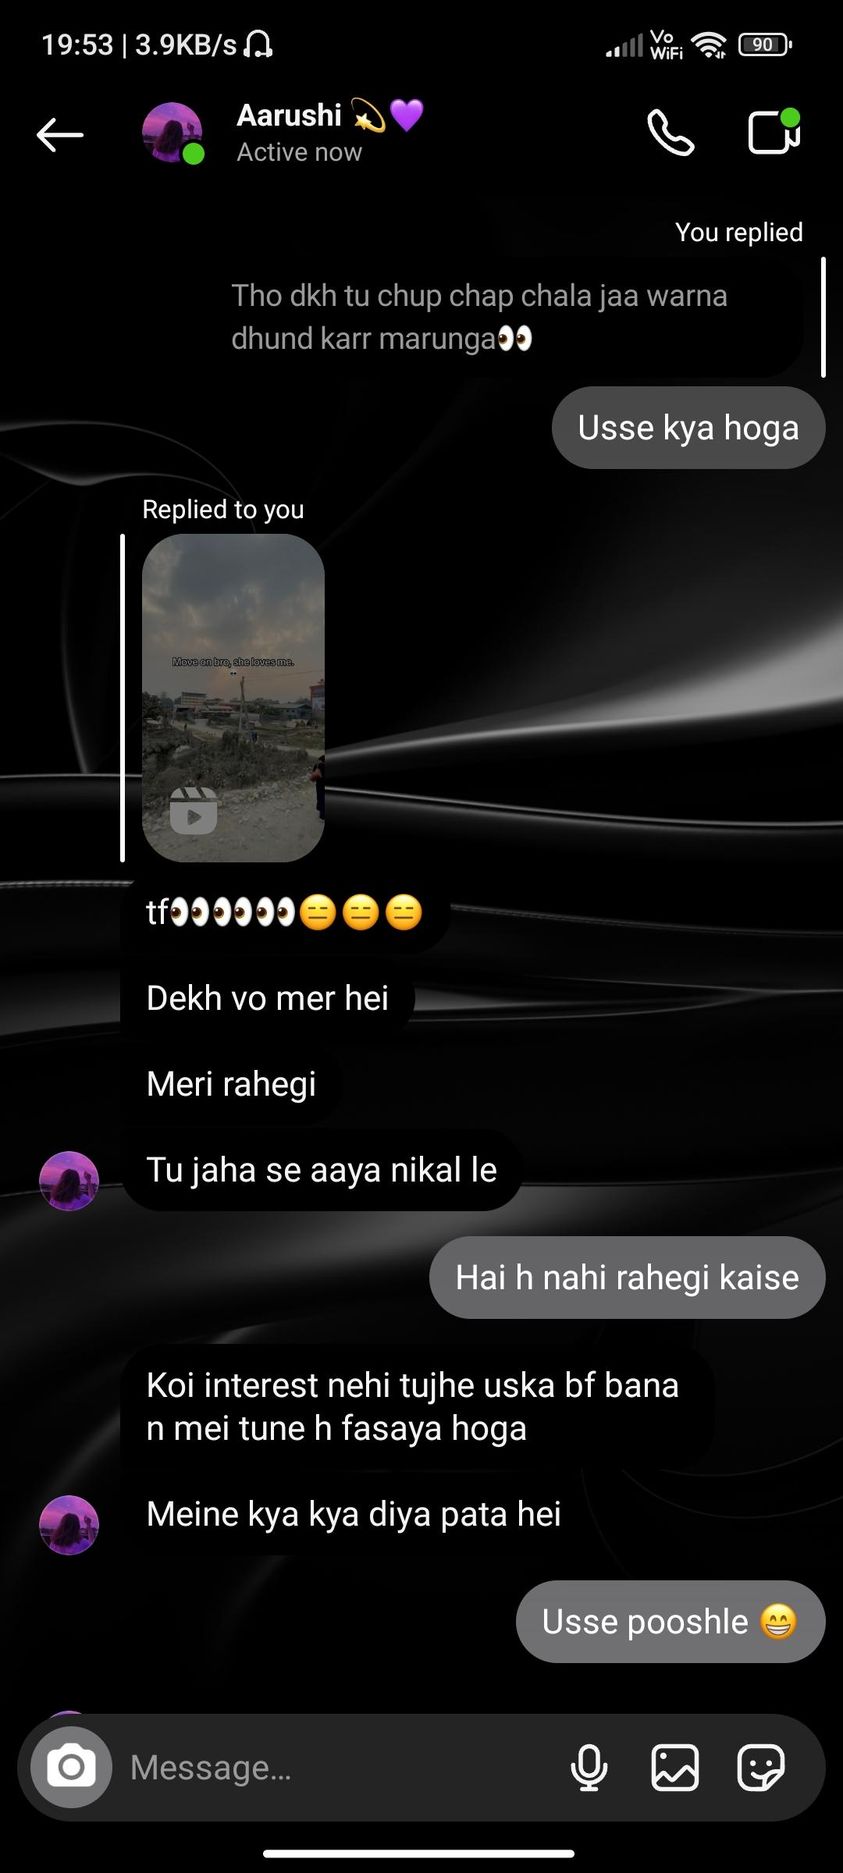 19:53 | 3.9KB/s
Vo
WiFi
90
Aarushi 💫💜
Active now
You replied
Tho dkh tu chup chap chala jaa warna
dhund karr marunga👀
Usse kya hoga
Replied to you
Move on bro, she loves me.
tf👀👀👀😑😑😑
Dekh vo mer hei
Meri rahegi
Tu jaha se aaya nikal le
Hai h nahi rahegi kaise
Koi interest nehi tujhe uska bf bana
n mei tune h fasaya hoga
Meine kya kya diya pata hei
Usse pooshle 😁
Message...